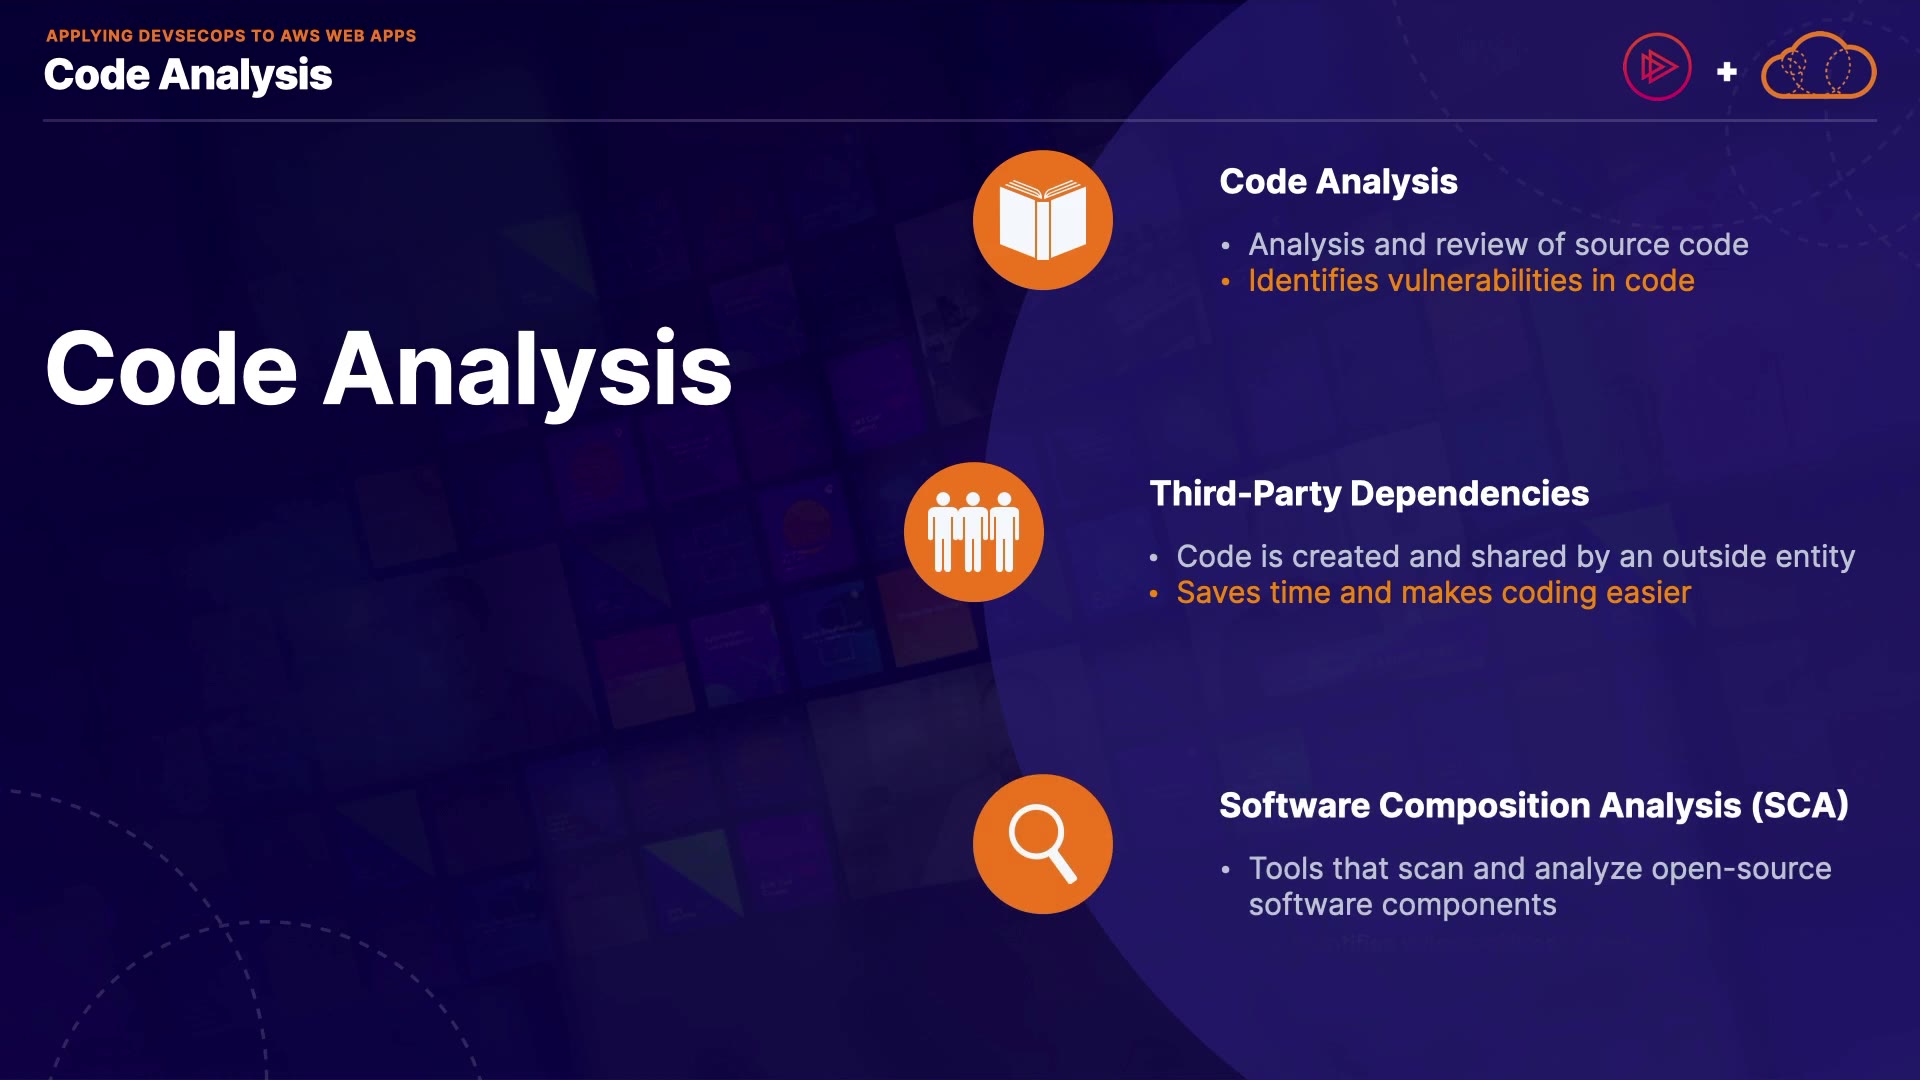 APPLYING DEVSECOPS TO AWS WEB APPS
Code Analysis
Code Analysis
Code Analysis
• Analysis and review of source code
• Identifies vulnerabilities in code
Third-Party Dependencies
• Code is created and shared by an outside entity
• Saves time and makes coding easier
Software Composition Analysis (SCA)
• Tools that scan and analyze open-source
software components